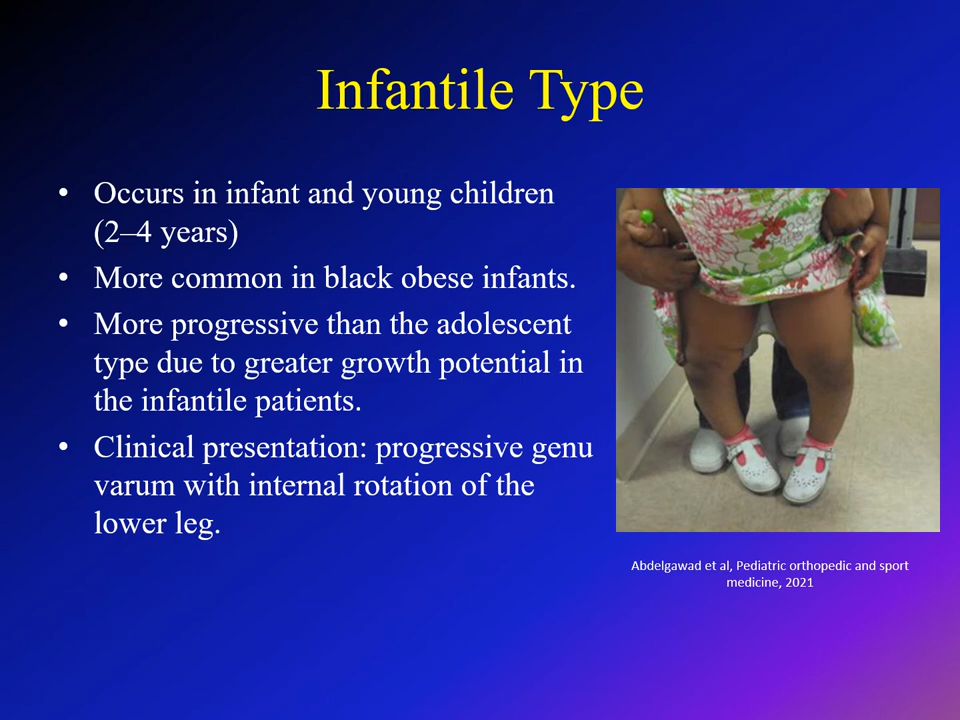 Infantile Type
• Occurs in infant and young children
(2–4 years)
• More common in black obese infants.
• More progressive than the adolescent
type due to greater growth potential in
the infantile patients.
• Clinical presentation: progressive genu
varum with internal rotation of the
lower leg.
Abdelgawad et al, Pediatric orthopedic and sport
medicine, 2021